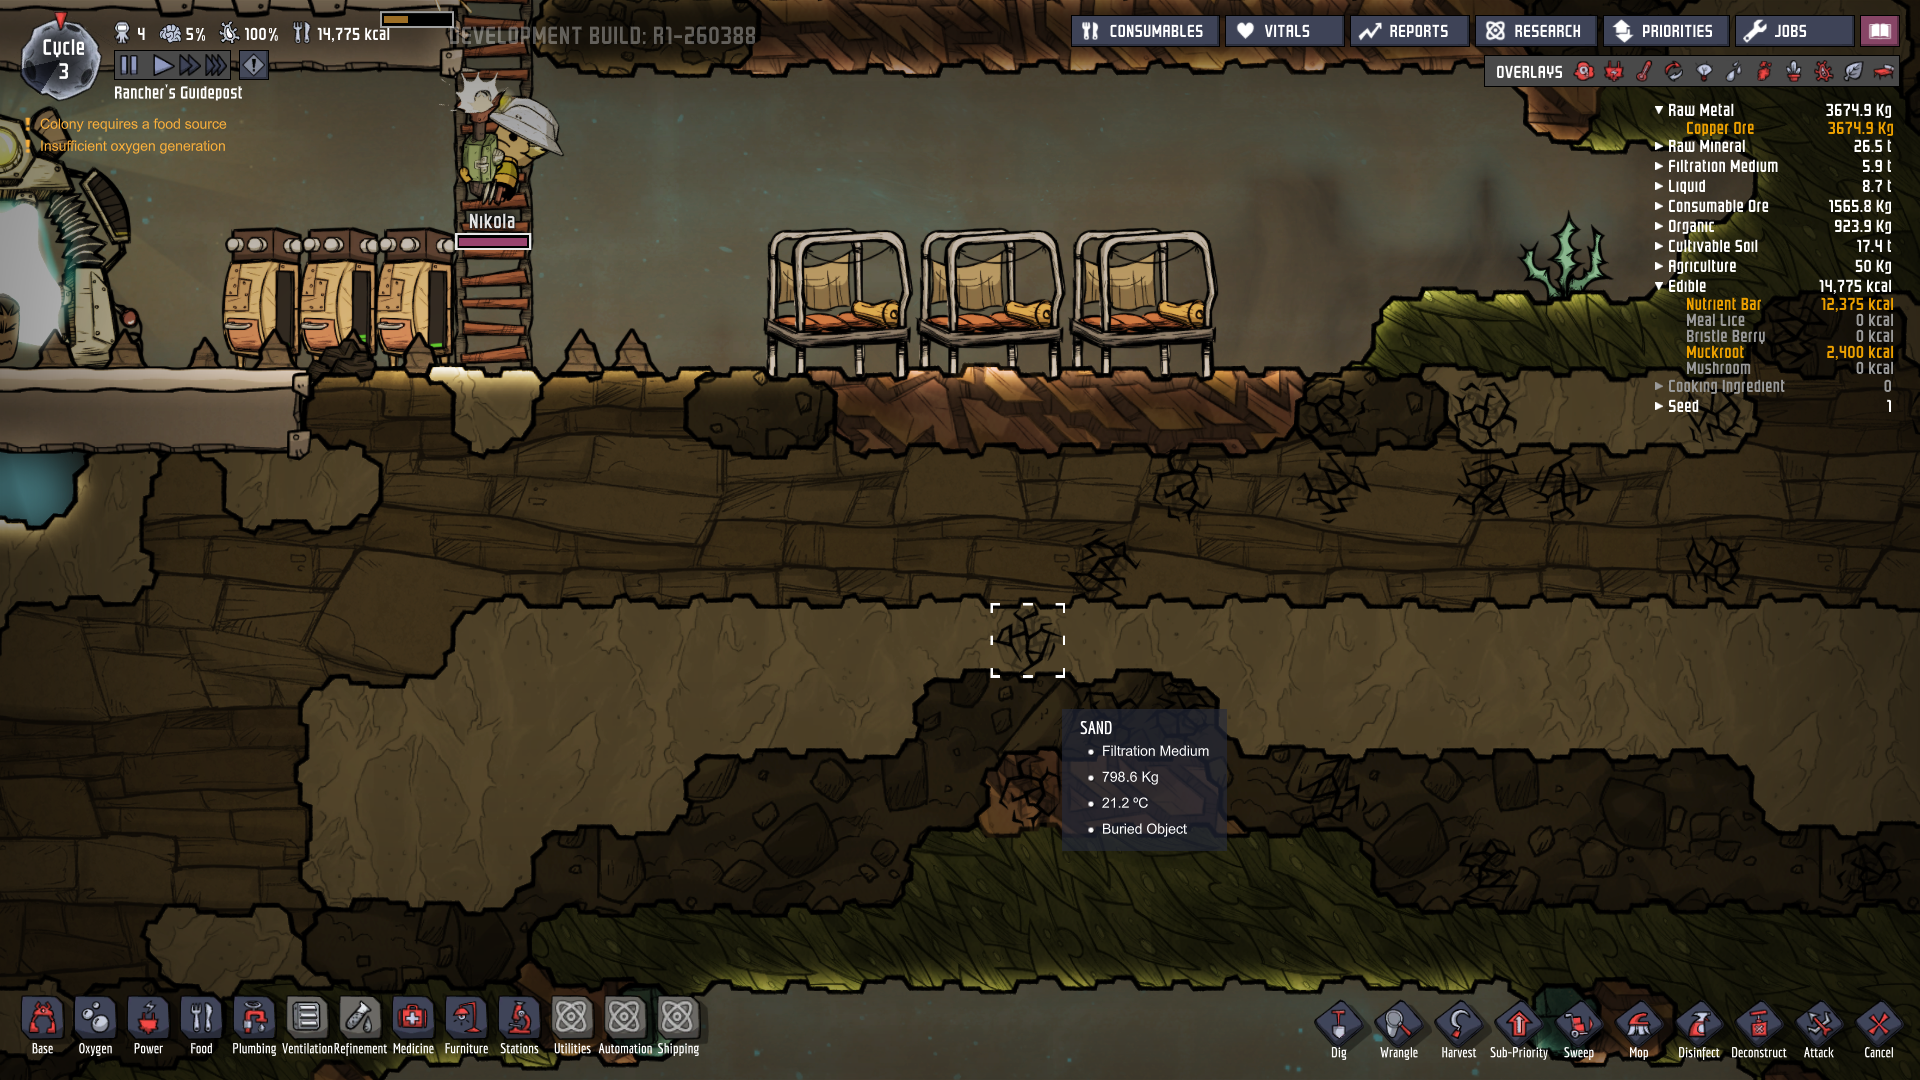 Cycle
3
4
5%
100%
14,775 kcal
DEVELOPMENT BUILD: R1-260388
Rancher's Guidepost
! Colony requires a food source
! Insufficient oxygen generation
CONSUMABLES
VITALS
REPORTS
RESEARCH
PRIORITIES
JOBS
OVERLAYS
Raw Metal 3674.9 Kg
Copper Ore 3674.9 Kg
Raw Mineral 26.5 t
Filtration Medium 5.9 t
Liquid 8.7 t
Consumable Ore 1565.8 Kg
Organic 923.9 Kg
Cultivable Soil 17.4 t
Agriculture 50 Kg
Edible 14,775 kcal
Nutrient Bar 12,375 kcal
Meal Lice 0 kcal
Bristle Berry 0 kcal
Muckroot 2,400 kcal
Mushroom 0 kcal
Cooking Ingredient 0
Seed 1
Nikola
SAND
• Filtration Medium
• 798.6 Kg
• 21.2 ºC
• Buried Object
Base
Oxygen
Power
Food
Plumbing
Ventilation
Refinement
Medicine
Furniture
Stations
Utilities
Automation
Shipping
Dig
Wrangle
Harvest
Sub-Priority
Sweep
Mop
Disinfect
Deconstruct
Attack
Cancel